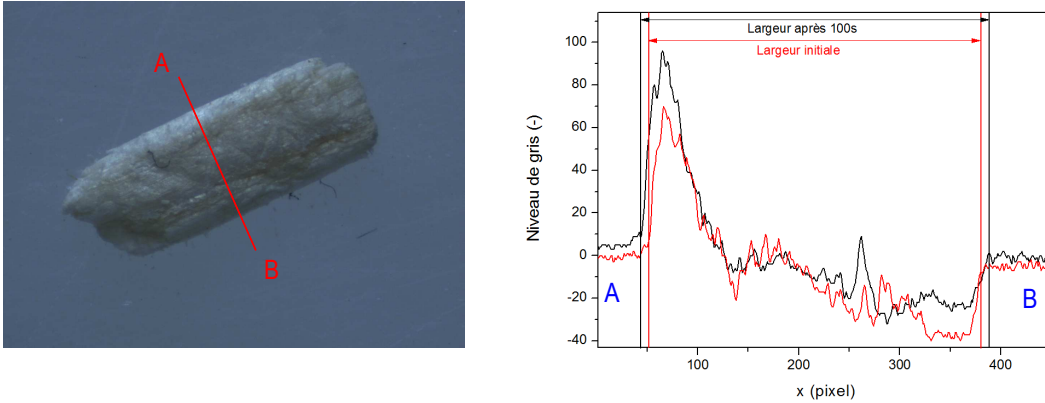 A
B
Largeur après 100s
Largeur initiale
100
80
60
40
20
0
-20
-40
Niveau de gris (-)
A
B
100
200
300
400
x (pixel)